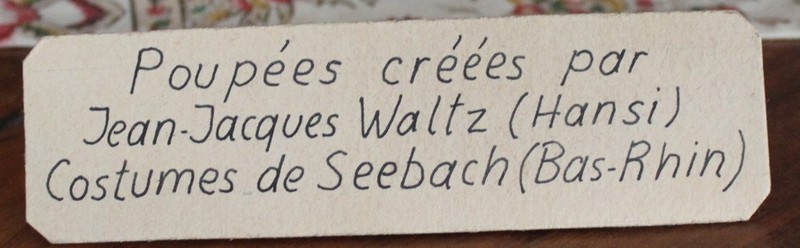 Poupées créées par
Jean-Jacques Waltz (Hansi)
Costumes de Seebach (Bas-Rhin)